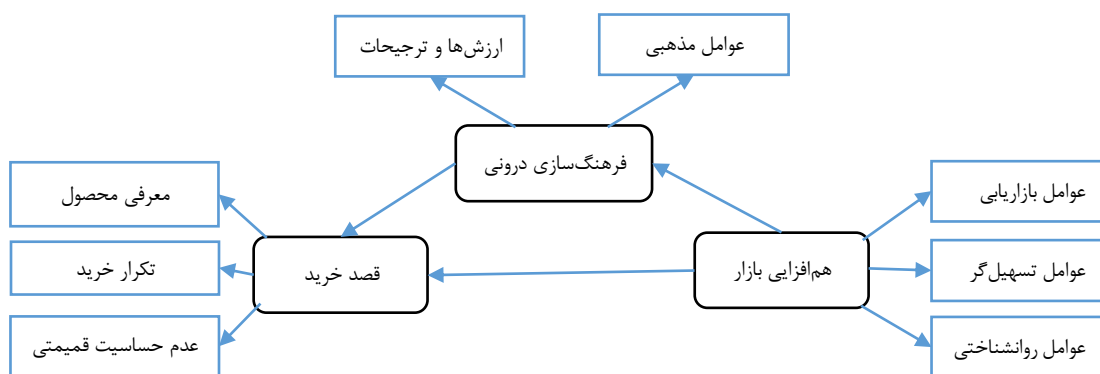 عوامل مذهبی
ارزش‌ها و ترجیحات
فرهنگ‌سازی درونی
عوامل بازاریابی
معرفی محصول
عوامل تسهیل‌گر
هم‌افزایی بازار
قصد خرید
تکرار خرید
عوامل روانشناختی
عدم حساسیت قمیمتی